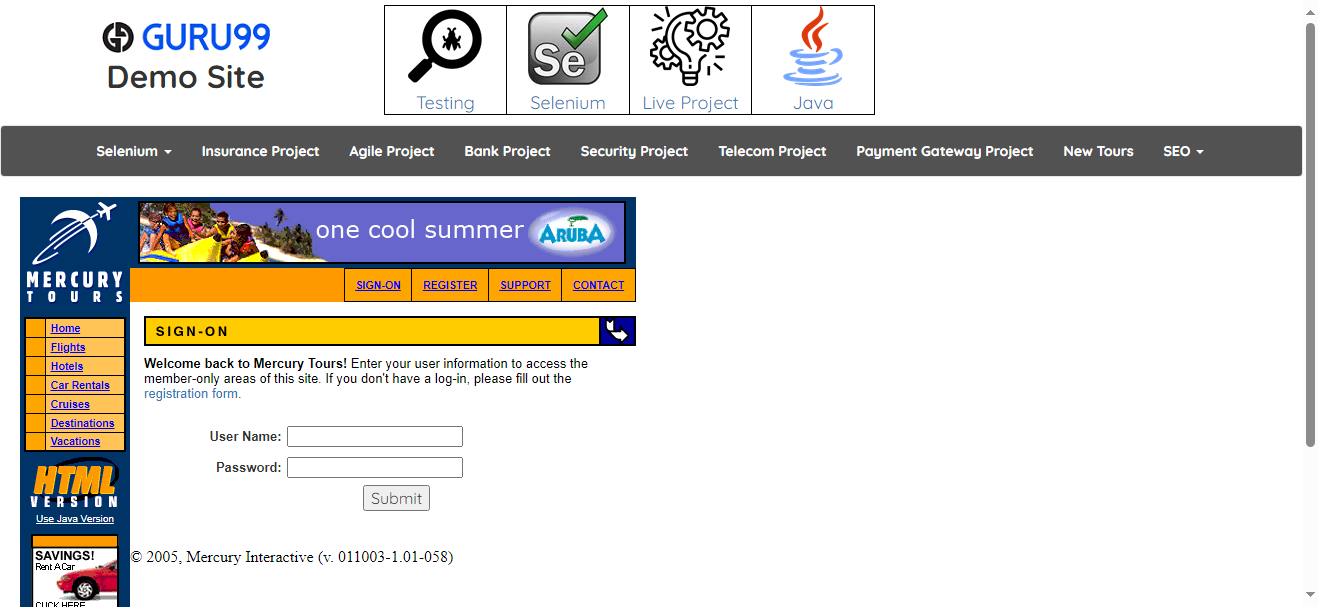 GURU99
Demo Site
Testing
Selenium
Se
Live Project
Java
Selenium
Insurance Project
Agile Project
Bank Project
Security Project
Telecom Project
Payment Gateway Project
New Tours
SEO
MERCURY
TOURS
one cool summer
ARUBA
SIGN-ON
REGISTER
SUPPORT
CONTACT
Home
Flights
Hotels
Car Rentals
Cruises
Destinations
Vacations
HTML
VERSION
Use Java Version
SAVINGS!
Rent A Car
CLICK HERE
SIGN-ON
Welcome back to Mercury Tours! Enter your user information to access the
member-only areas of this site. If you don't have a log-in, please fill out the
registration form.
User Name:
Password:
Submit
© 2005, Mercury Interactive (v. 011003-1.01-058)